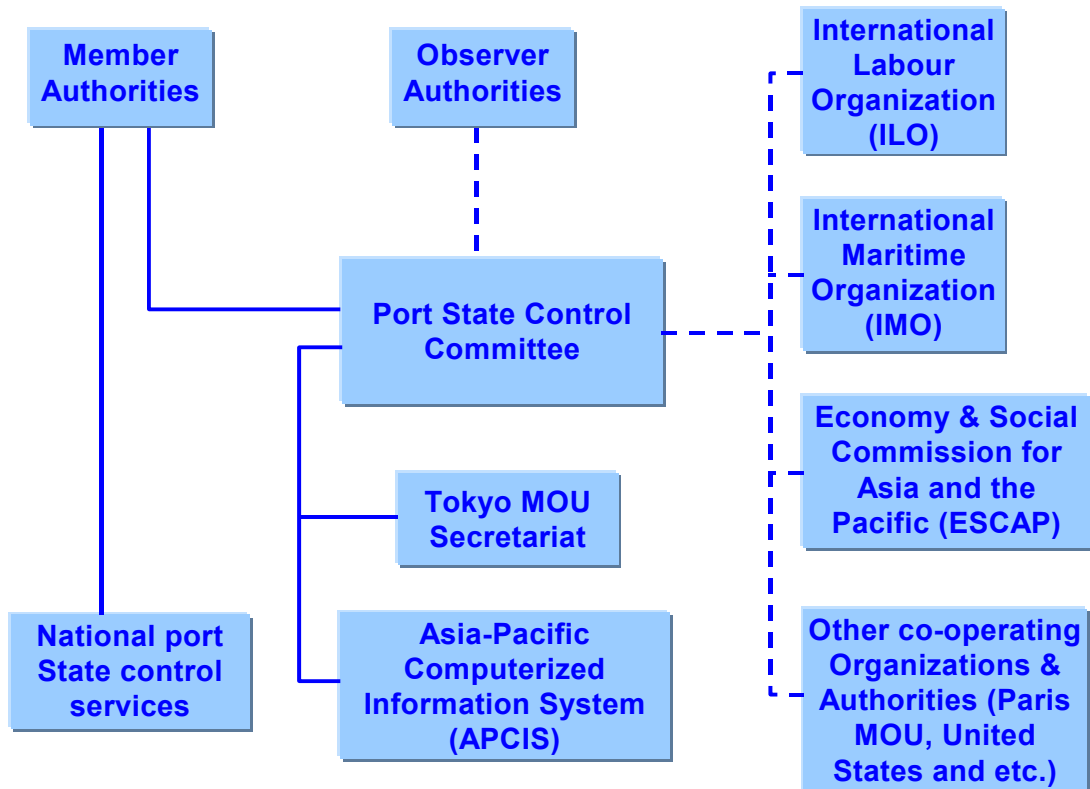 Member
Authorities
Observer
Authorities
International
Labour
Organization
(ILO)
International
Maritime
Organization
(IMO)
Port State Control
Committee
Economy & Social
Commission for
Asia and the
Pacific (ESCAP)
Tokyo MOU
Secretariat
National port
State control
services
Asia-Pacific
Computerized
Information System
(APCIS)
Other co-operating
Organizations &
Authorities (Paris
MOU, United
States and etc.)